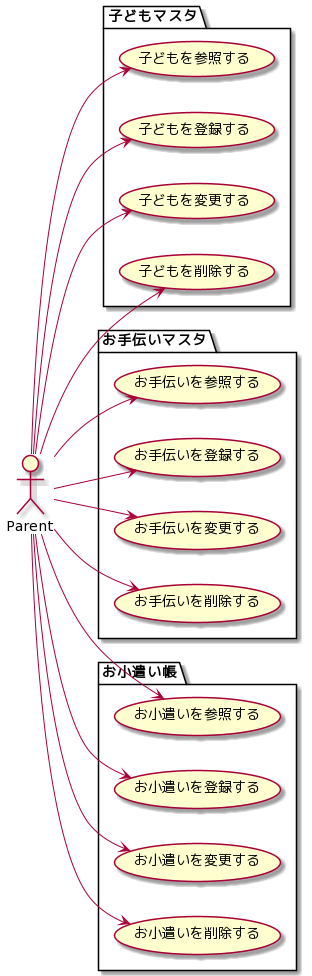 子どもマスタ
子どもを参照する
子どもを登録する
子どもを変更する
子どもを削除する
お手伝いマスタ
お手伝いを参照する
お手伝いを登録する
Parent
お手伝いを変更する
お手伝いを削除する
お小遣い帳
お小遣いを参照する
お小遣いを登録する
お小遣いを変更する
お小遣いを削除する